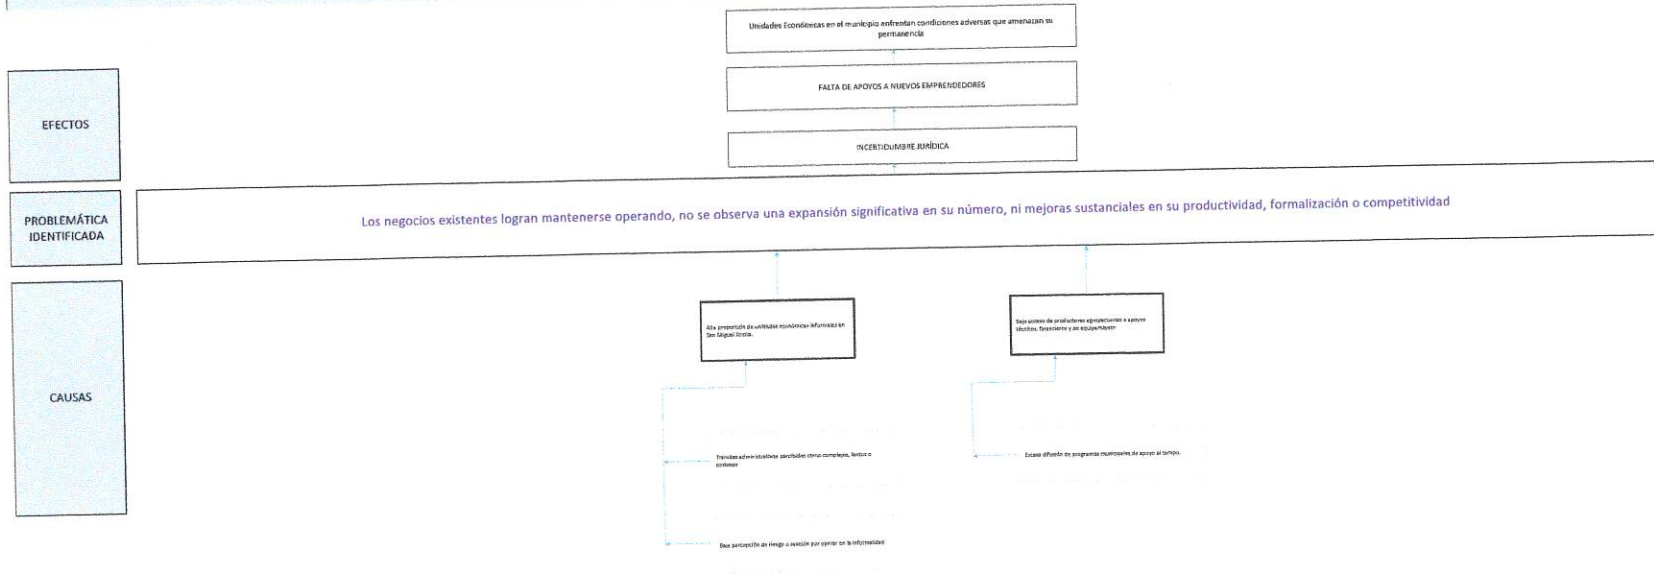 Unidades Económicas en el municipio enfrentan condiciones adversas que amenazan su
permanencia
FALTA DE APOYOS A NUEVOS EMPRENDEDORES
EFECTOS
INCERTIDUMBRE JURÍDICA
PROBLEMÁTICA
IDENTIFICADA
Los negocios existentes logran mantenerse operando, no se observa una expansión significativa en su número, ni mejoras sustanciales en su productividad, formalización o competitividad
CAUSAS
Alta proporción de unidades económicas informales en
San Miguel
Bajo acceso de productores agropecuarios a apoyos
técnicos, financieros y de equipamiento
Trámites administrativos percibidos como complejos, lentos o
costosos
Escasa difusión de programas municipales de apoyo al campo.
Baja percepción de riesgo o sanción por operar en la informalidad